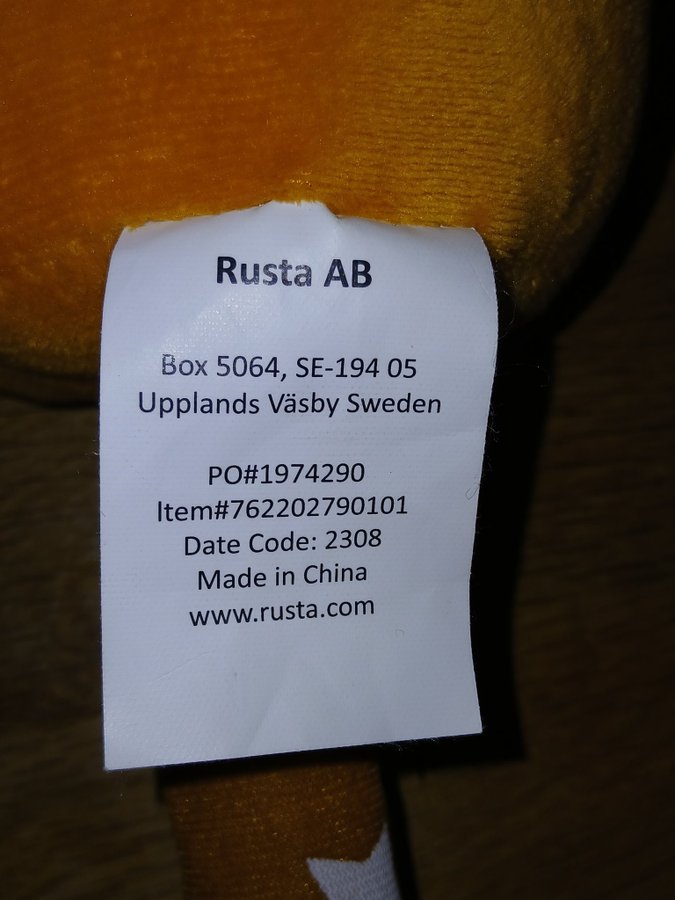 Rusta AB
Box 5064, SE-194 05
Upplands Väsby Sweden
PO#1974290
Item#762202790101
Date Code: 2308
Made in China
www.rusta.com